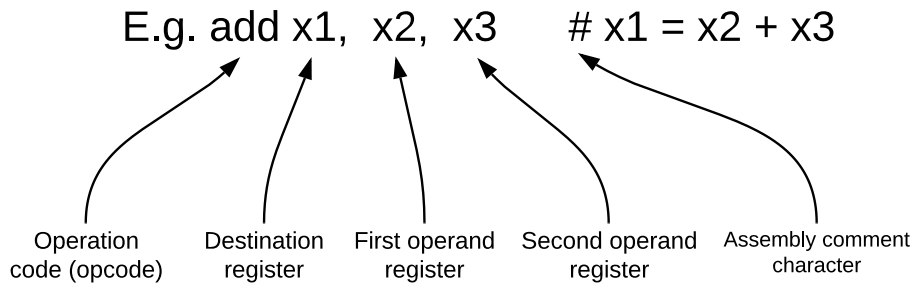 E.g. add x1, x2, x3 # x1 = x2 + x3
Operation
code (opcode)
Destination
register
First operand
register
Second operand
register
Assembly comment
character